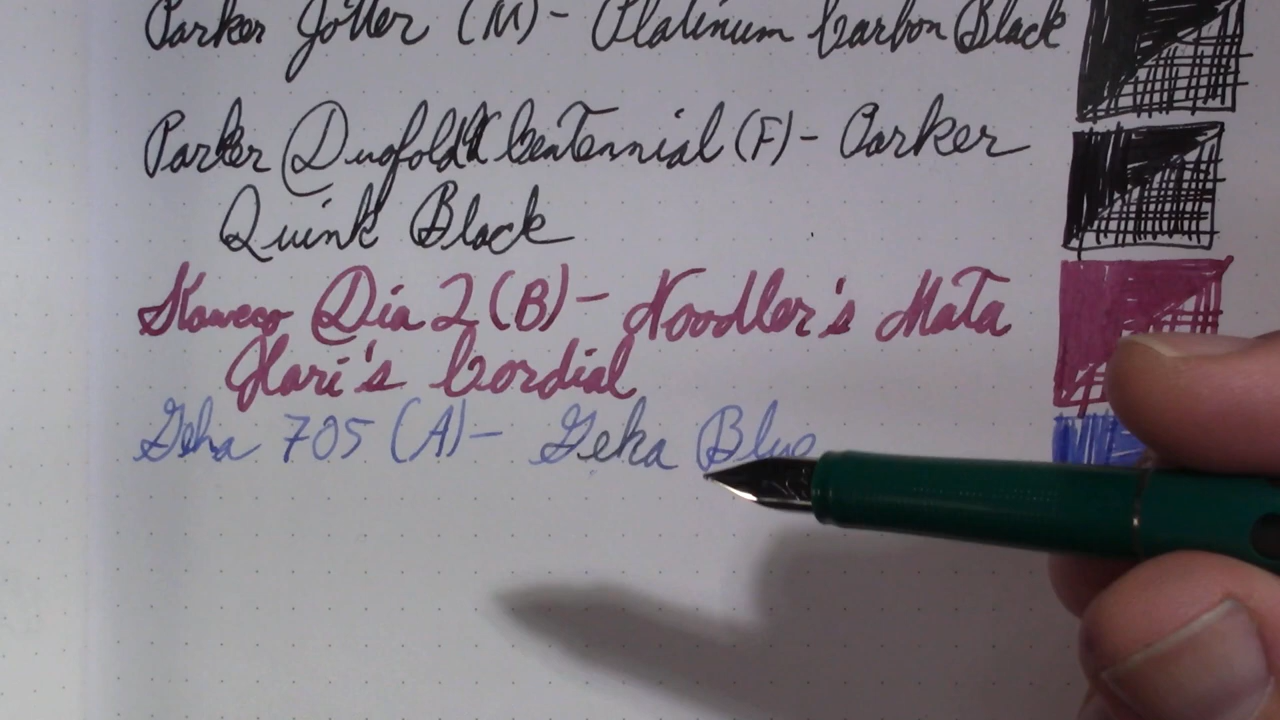 Parker Jotter (M) - Platinum Carbon Black
Parker Duofold Centennial (F) - Parker
Quink Black
Kaweco Dia 2 (B) - Noodler's Mata
Hari's Cordial
Geha 705 (A) - Geha Blue